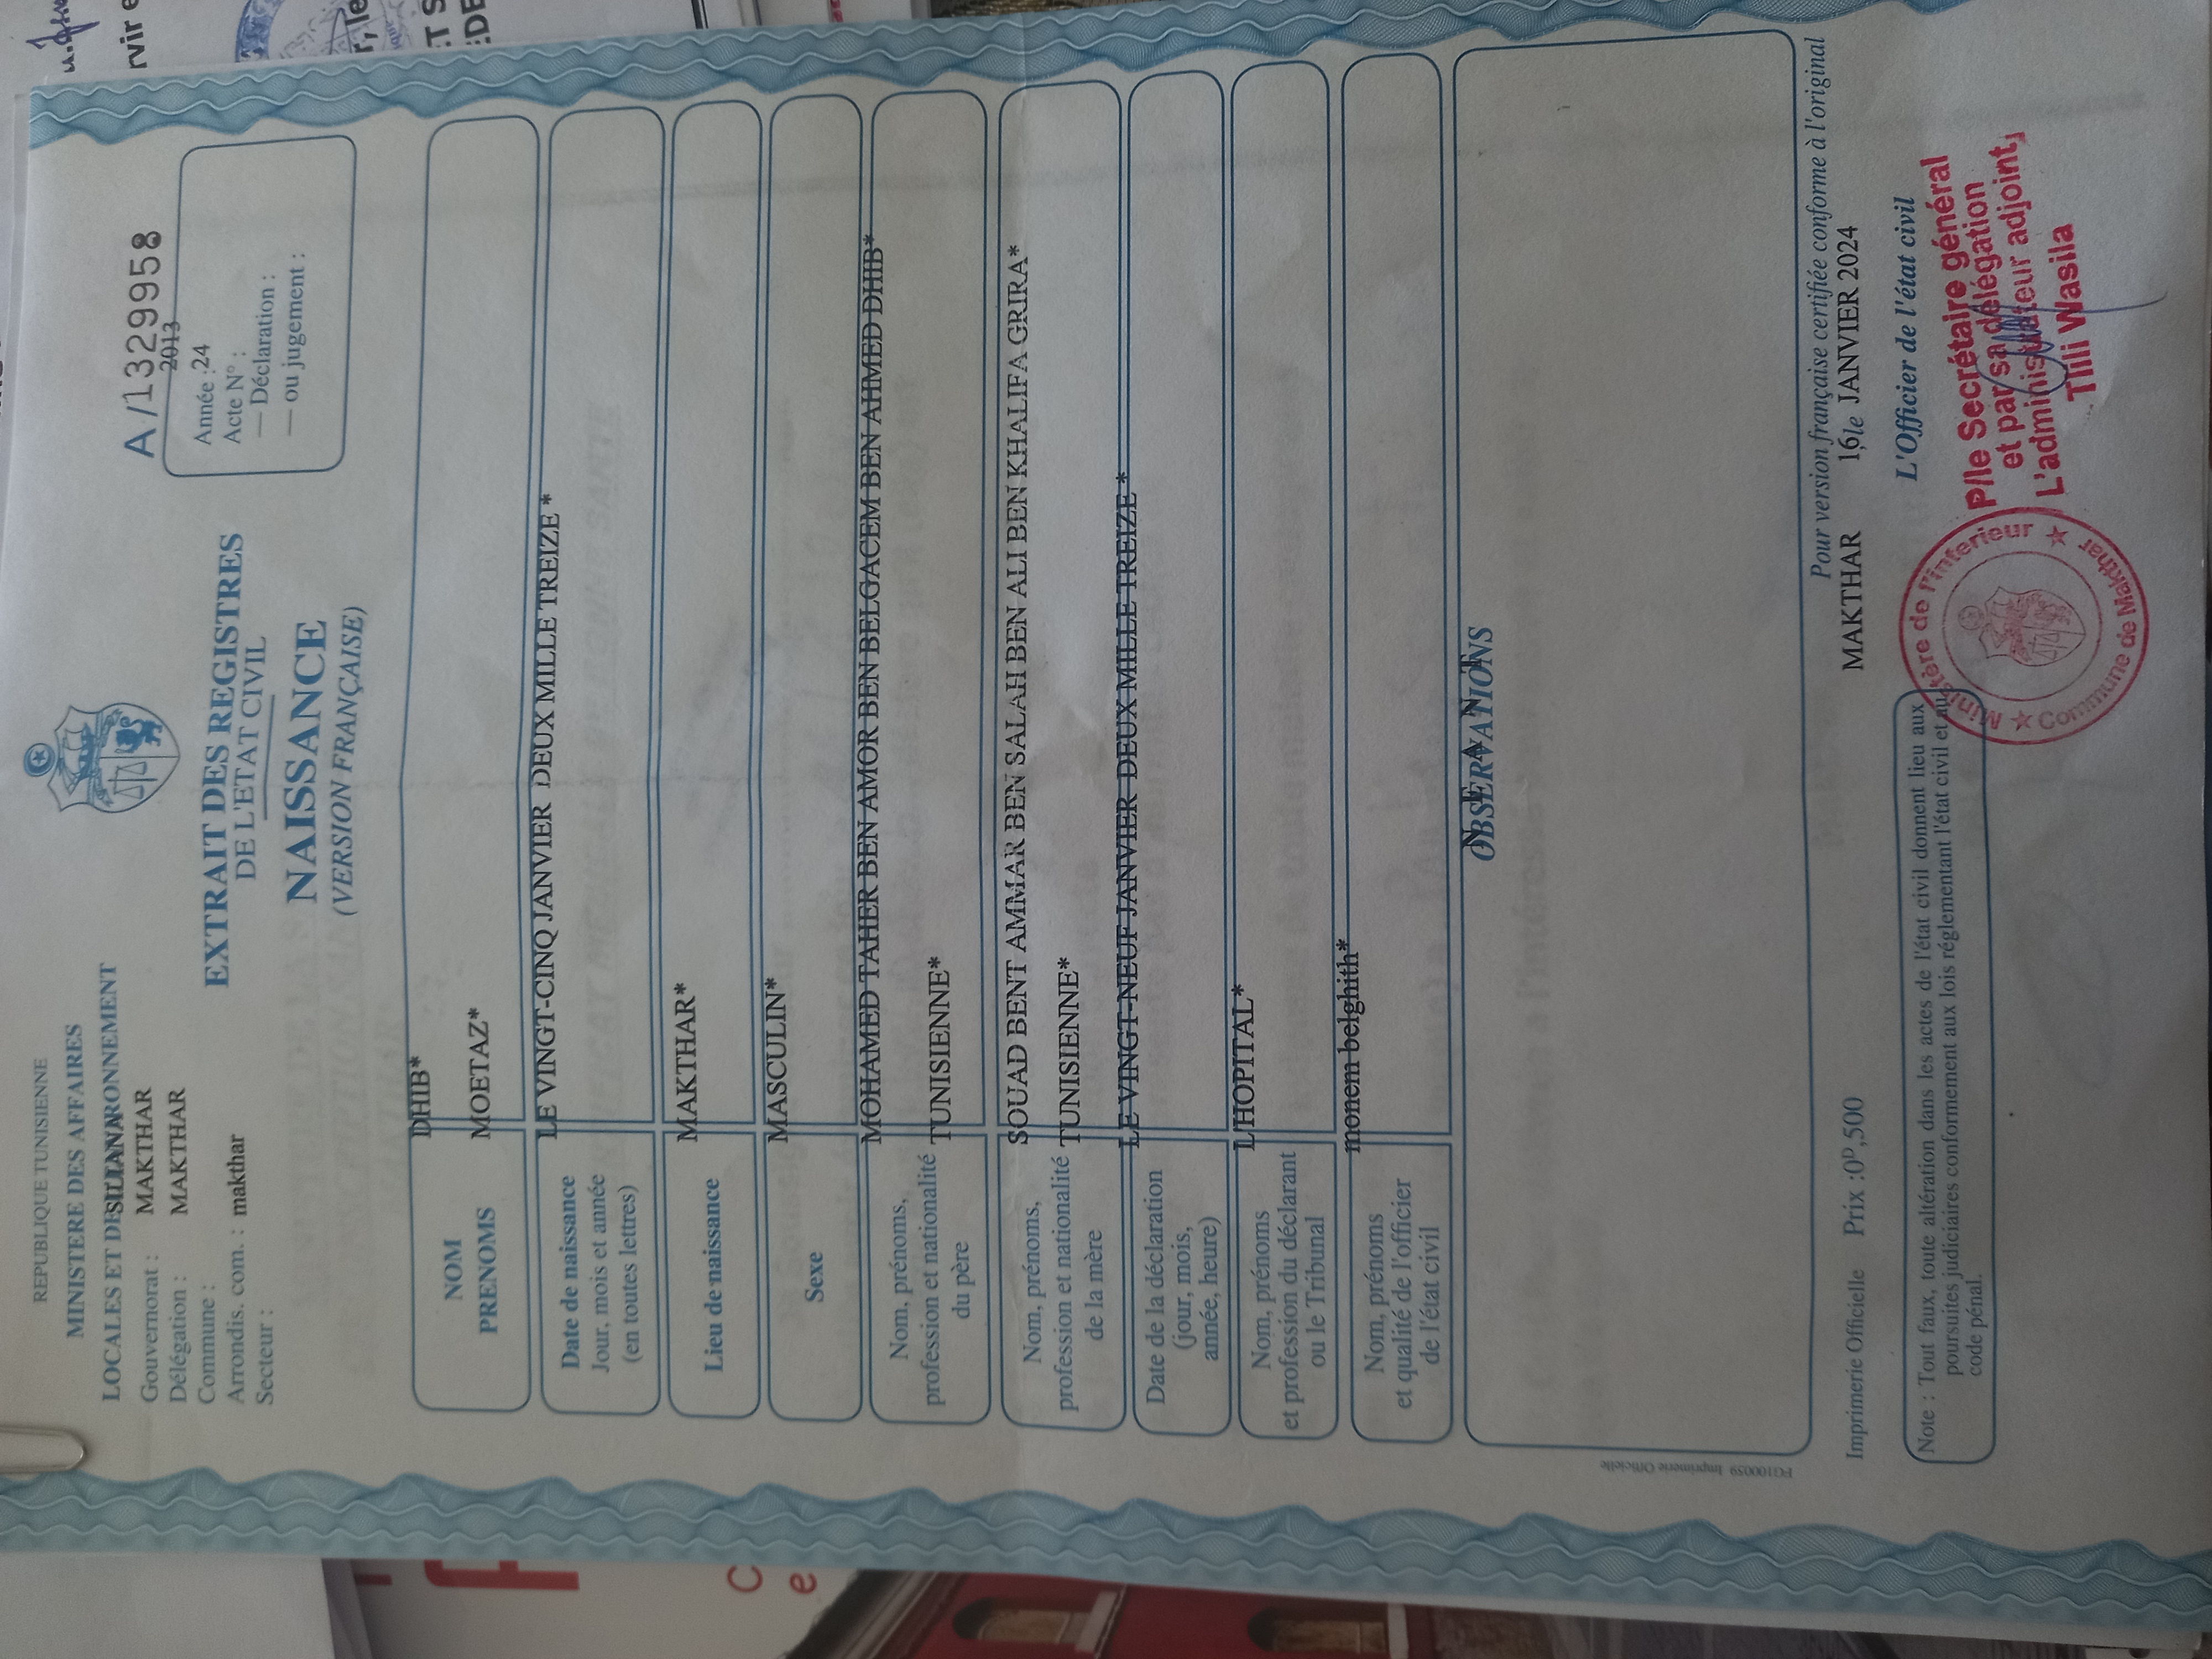 REPUBLIQUE TUNISIENNE
MINISTERE DES AFFAIRES
LOCALES ET DE L'ENVIRONNEMENT
SILIANA
Gouvernorat : MAKTHAR
Délégation : MAKTHAR
Commune :
Arrondis. com. : makthar
Secteur :
EXTRAIT DES REGISTRES
DE L'ETAT CIVIL
NAISSANCE
(VERSION FRANÇAISE)
A/13299958
2013
Année :24
Acte N° :
— Déclaration :
— ou jugement :
NOM
PRENOMS
DHIB*
MOETAZ*
Date de naissance
Jour, mois et année
(en toutes lettres)
LE VINGT-CINQ JANVIER DEUX MILLE TREIZE *
Lieu de naissance
MAKTHAR*
Sexe
MASCULIN*
Nom, prénoms,
profession et nationalité
du père
MOHAMED TAHER BEN AMOR BEN BELGACEM BEN AHMED DHIB*
TUNISIENNE*
Nom, prénoms,
profession et nationalité
de la mère
SOUAD BENT AMMAR BEN SALAH BEN ALI BEN KHALIFA GRIRA*
TUNISIENNE*
Date de la déclaration
(jour, mois,
année, heure)
LE VINGT-NEUF JANVIER DEUX MILLE TREIZE *
Nom, prénoms
et profession du déclarant
ou le Tribunal
L'HOPITAL*
Nom, prénoms
et qualité de l'officier
de l'état civil
monem belghith*
OBSERVATIONS
N E A N T
FG100059 Imprimerie Officielle
Pour version française certifiée conforme à l'original
MAKTHAR 16 le JANVIER 2024
Imprimerie Officielle Prix :0ᴰ,500
L'Officier de l'état civil
P/le Secrétaire général
et par sa délégation
L'administrateur adjoint,
Tlili Wasila
Ministère de l'interieur
Commune de Makthar
Note : Tout faux, toute altération dans les actes de l'état civil donnent lieu aux
poursuites judiciaires conformement aux lois réglementant l'état civil et au
code pénal.
rvir e